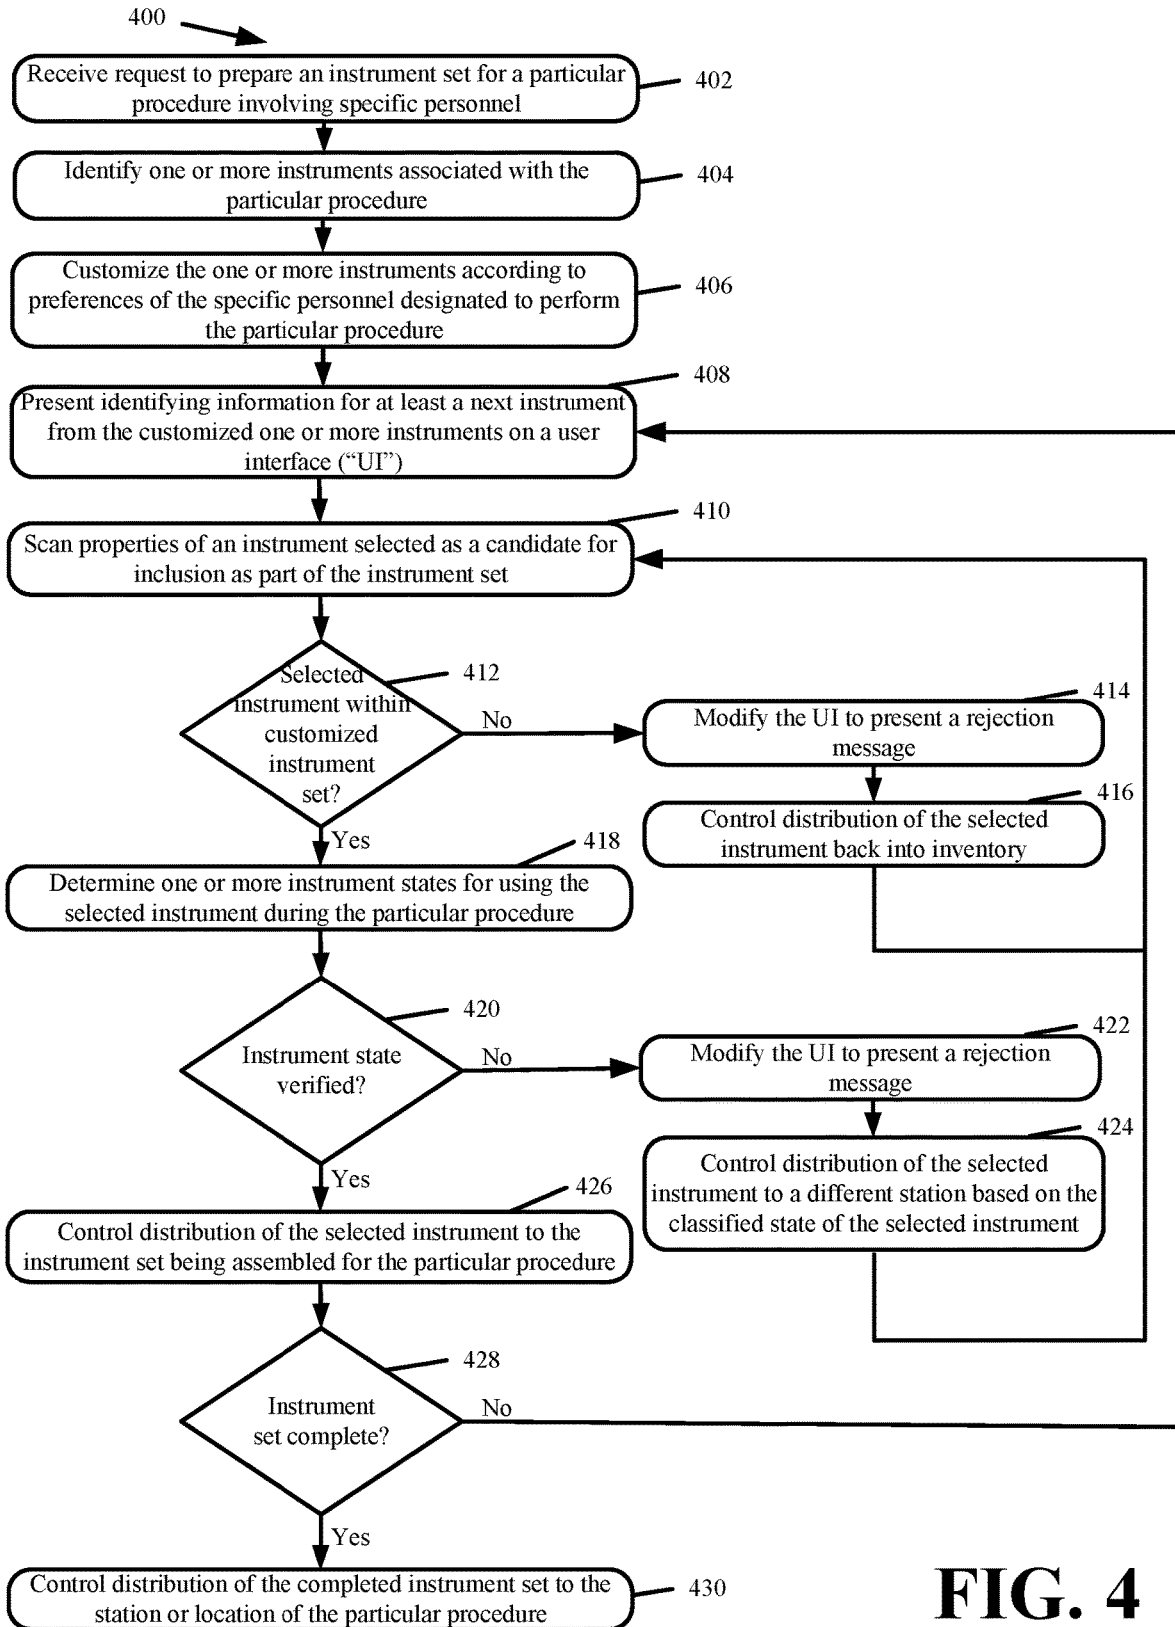 400
Receive request to prepare an instrument set for a particular
procedure involving specific personnel
402
Identify one or more instruments associated with the
particular procedure
404
Customize the one or more instruments according to
preferences of the specific personnel designated to perform
the particular procedure
406
408
Present identifying information for at least a next instrument
from the customized one or more instruments on a user
interface (“UI”)
410
Scan properties of an instrument selected as a candidate for
inclusion as part of the instrument set
412
Selected
instrument within
customized
instrument
set?
No
414
Modify the UI to present a rejection
message
416
Control distribution of the selected
instrument back into inventory
Yes
418
Determine one or more instrument states for using the
selected instrument during the particular procedure
420
Instrument state
verified?
No
422
Modify the UI to present a rejection
message
424
Control distribution of the selected
instrument to a different station based on the
classified state of the selected instrument
Yes
426
Control distribution of the selected instrument to the
instrument set being assembled for the particular procedure
428
Instrument
set complete?
No
Yes
Control distribution of the completed instrument set to the
station or location of the particular procedure
430
FIG. 4